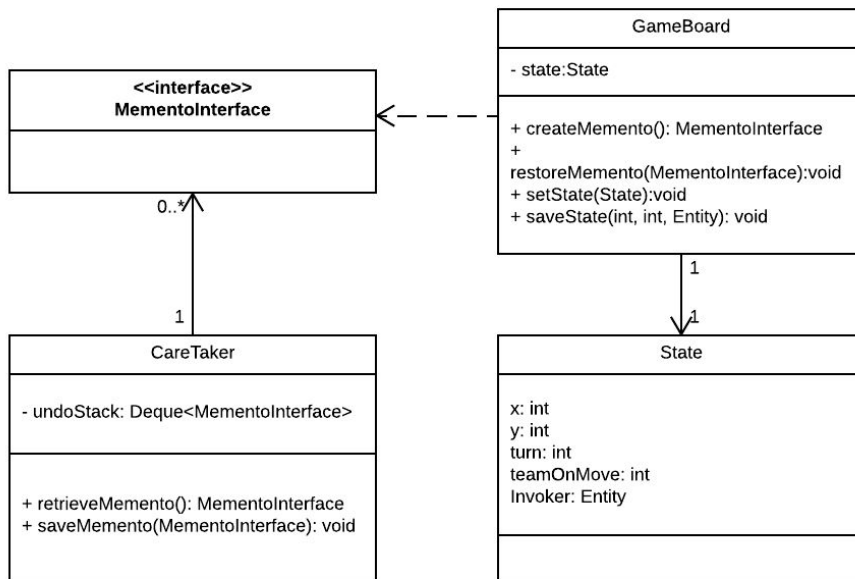 GameBoard
- state:State
+ createMemento(): MementoInterface
+
restoreMemento(MementoInterface):void
+ setState(State):void
+ saveState(int, int, Entity): void
<<interface>>
MementoInterface
0..*
1
1
1
CareTaker
- undoStack: Deque<MementoInterface>
+ retrieveMemento(): MementoInterface
+ saveMemento(MementoInterface): void
State
x: int
y: int
turn: int
teamOnMove: int
Invoker: Entity